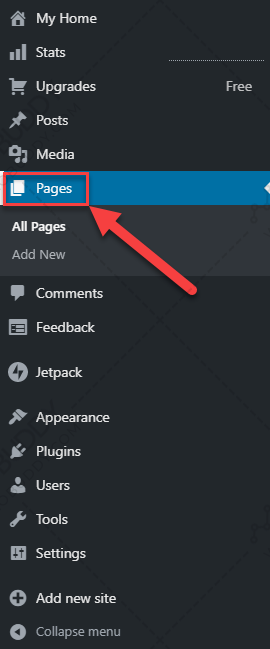 My Home
Stats
Upgrades Free
Posts
Media
Pages
All Pages
Add New
Comments
Feedback
Jetpack
Appearance
Plugins
Users
Tools
Settings
Add new site
Collapse menu